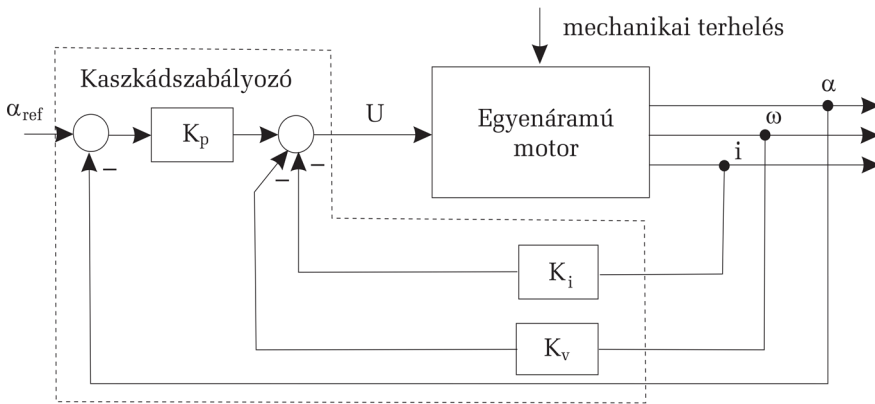 mechanikai terhelés
Kaszkádszabályozó
α_ref
K_p
U
Egyenáramú
motor
α
ω
i
–
–
–
K_i
K_v